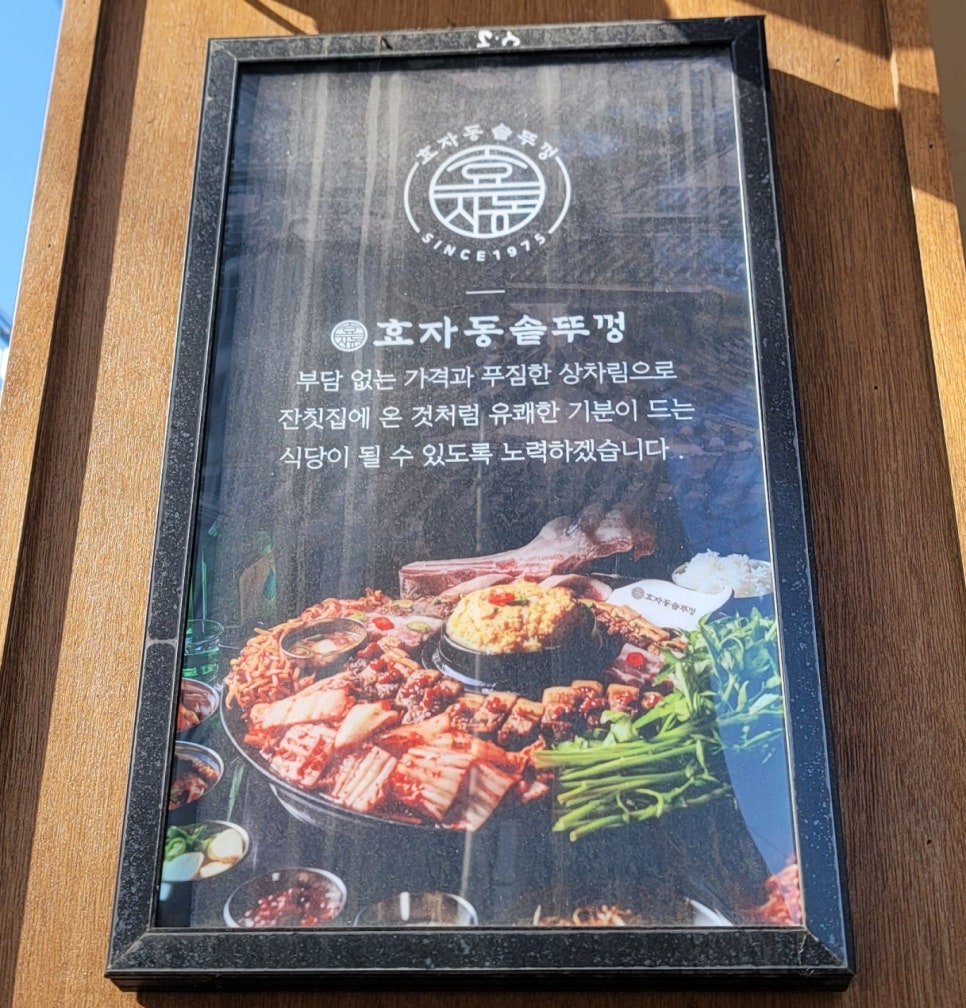 효자동솥뚜껑
효자동
SINCE1975
효자동솥뚜껑
부담 없는 가격과 푸짐한 상차림으로
잔칫집에 온 것처럼 유쾌한 기분이 드는
식당이 될 수 있도록 노력하겠습니다 .
효자동솥뚜껑